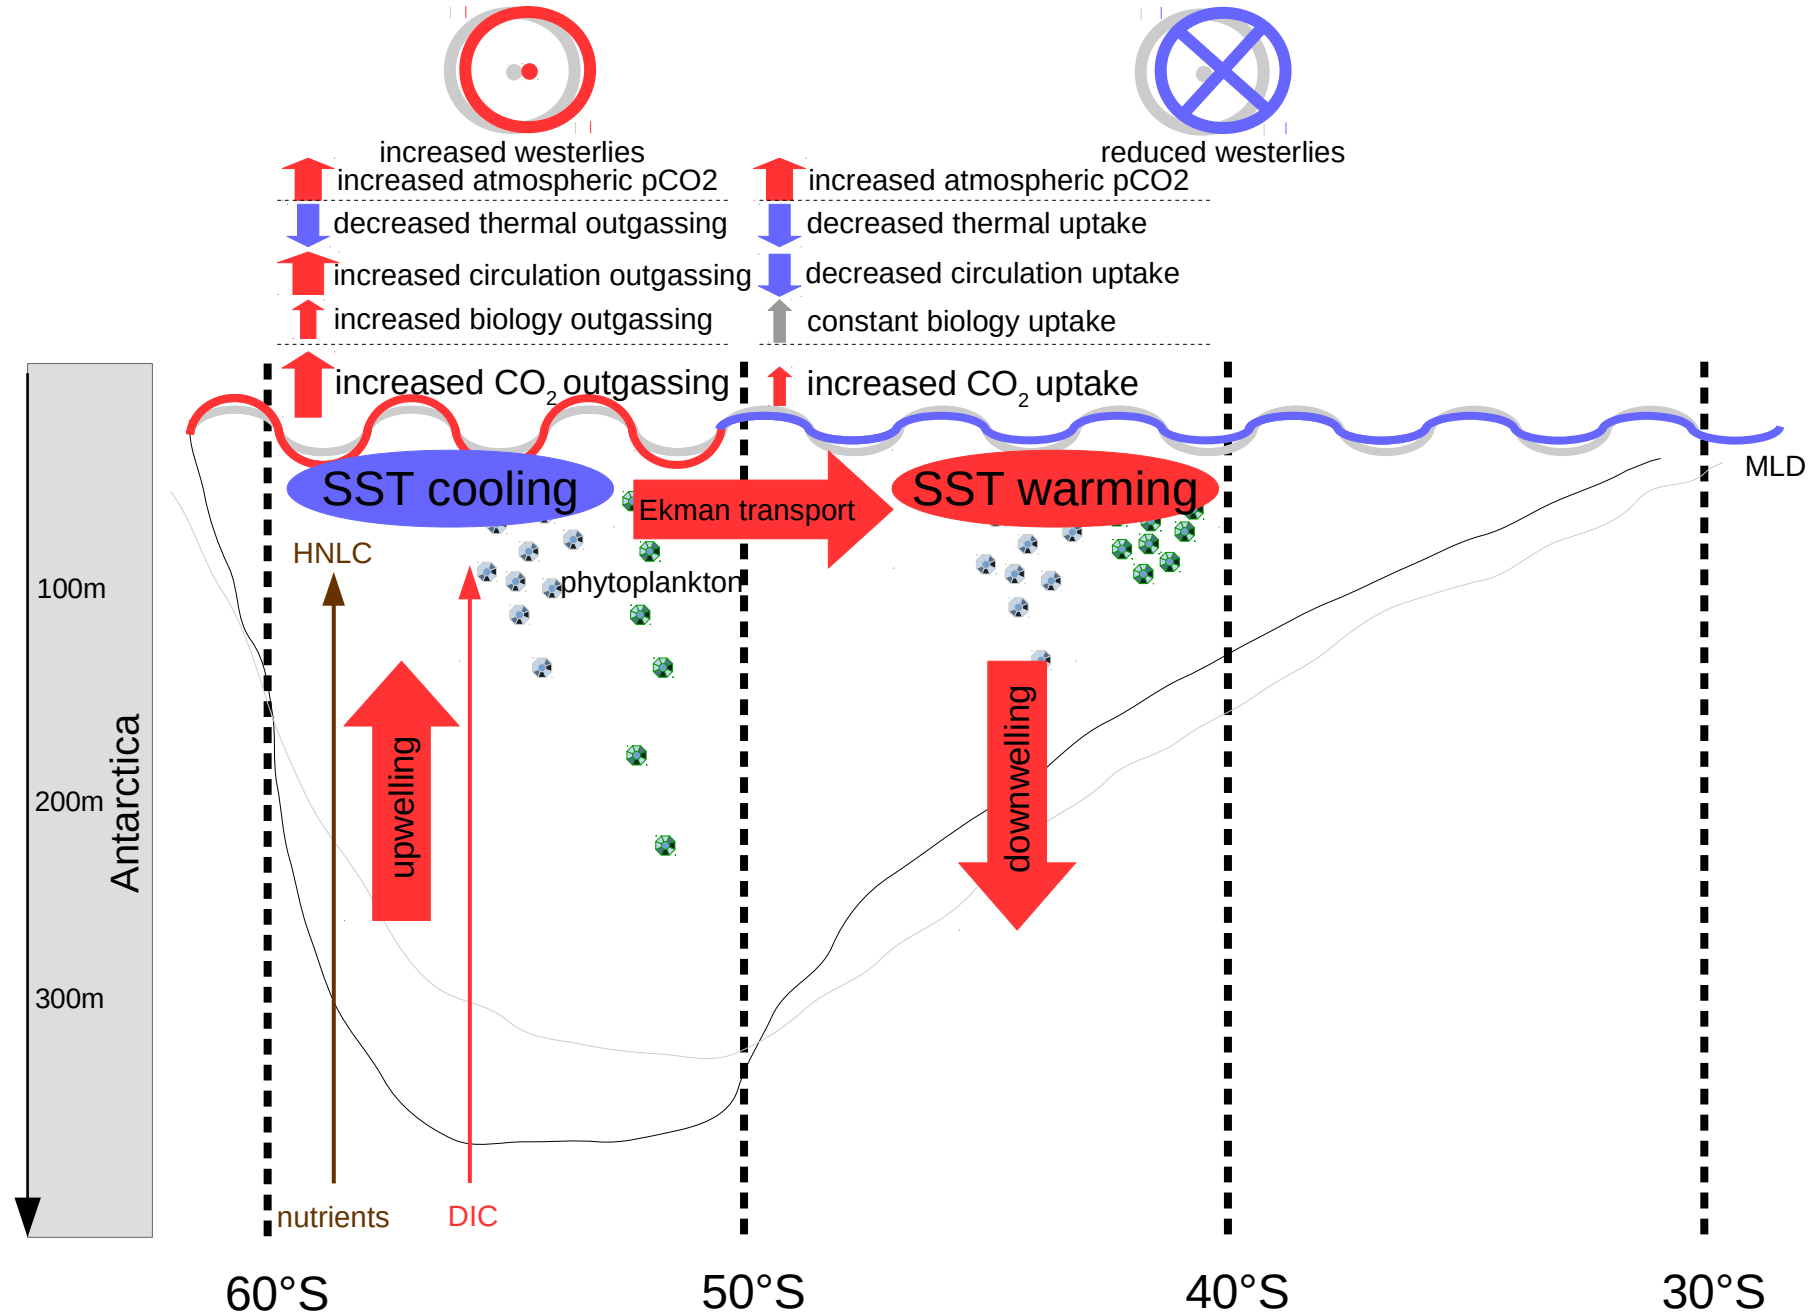 increased westerlies
reduced westerlies
increased atmospheric pCO2
increased atmospheric pCO2
decreased thermal outgassing
decreased thermal uptake
increased circulation outgassing
decreased circulation uptake
increased biology outgassing
constant biology uptake
increased CO2 outgassing
increased CO2 uptake
SST cooling
Ekman transport
SST warming
MLD
HNLC
phytoplankton
100m
200m
300m
Antarctica
upwelling
downwelling
nutrients
DIC
60°S
50°S
40°S
30°S